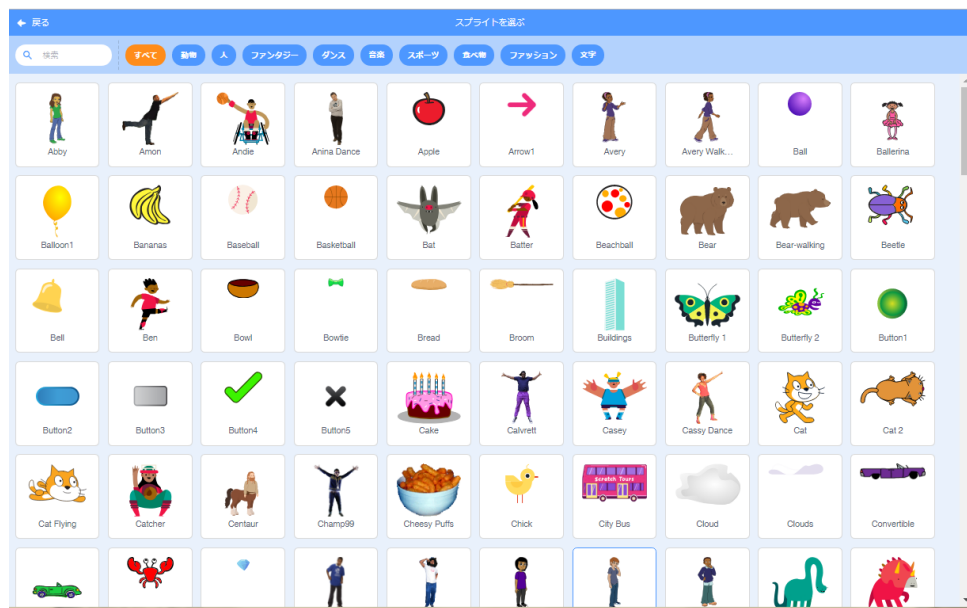 戻る
スプライトを選ぶ
検索
すべて 動物 人 ファンタジー ダンス 音楽 スポーツ 食べ物 ファッション 文字
Abby Amon Andie Anina Dance Apple Arrow1 Avery Avery Walk... Ball Ballerina
Balloon1 Bananas Baseball Basketball Bat Batter Beachball Bear Bear-walking Beetle
Bell Ben Bowl Bowtie Bread Broom Buildings Butterfly 1 Butterfly 2 Button1
Button2 Button3 Button4 Button5 Cake Calvrett Casey Cassy Dance Cat Cat 2
Scratch Tours
Cat Flying Catcher Centaur Champ99 Cheesy Puffs Chick City Bus Cloud Clouds Convertible